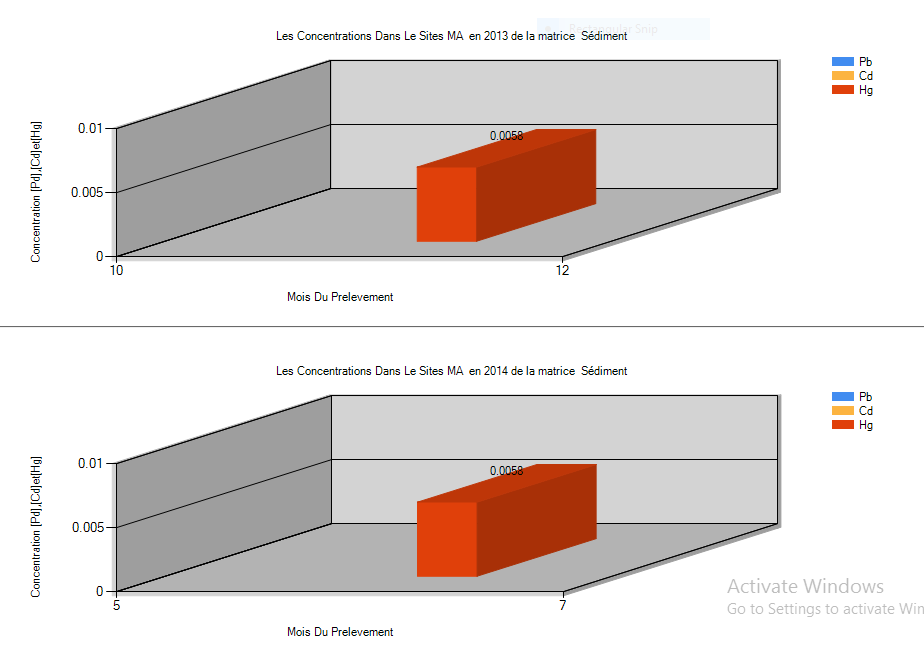 Rectangular Snip
Les Concentrations Dans Le Sites MA en 2013 de la matrice Sédiment
Pb
Cd
Hg
Concentration [Pd],[Cd]et[Hg]
0.01
0.005
0
0.0058
10
12
Mois Du Prelevement
Les Concentrations Dans Le Sites MA en 2014 de la matrice Sédiment
Pb
Cd
Hg
Concentration [Pd],[Cd]et[Hg]
0.01
0.005
0
0.0058
5
7
Mois Du Prelevement
Activate Windows
Go to Settings to activate Win